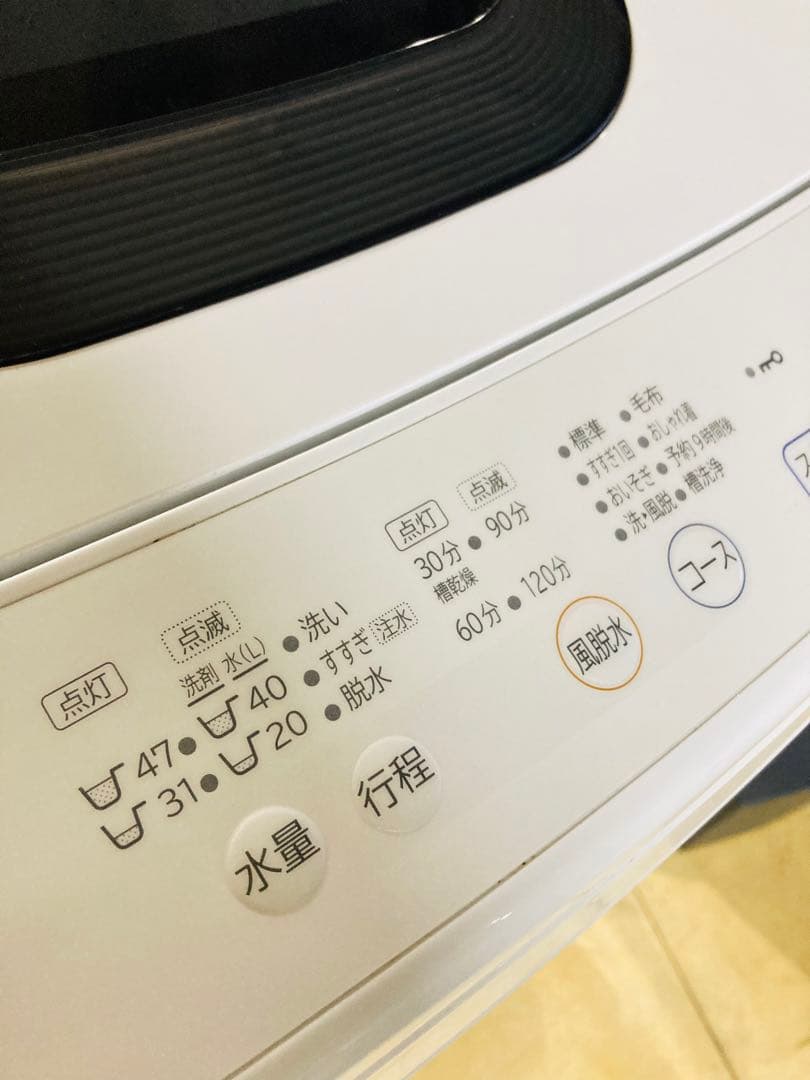 点灯
点滅
洗剤 水(L)
47 ● 40
31 ● 20
水量
● 洗い
● すすぎ 注水
● 脱水
行程
点灯 点滅
30分 ● 90分
槽乾燥
60分 ● 120分
風脱水
● 標準 ● 毛布
● すすぎ1回 ● おしゃれ着
● おいそぎ ● 予約9時間後
● 洗・風脱 ● 槽洗浄
コース
ス